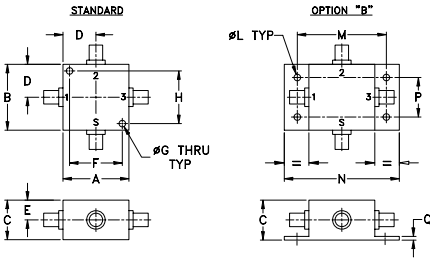 STANDARD
D
D
B
H
2
1
3
S
F
A
øG THRU
TYP
E
C
OPTION "B"
øL TYP
M
2
1
3
S
P
=
=
N
C
Q